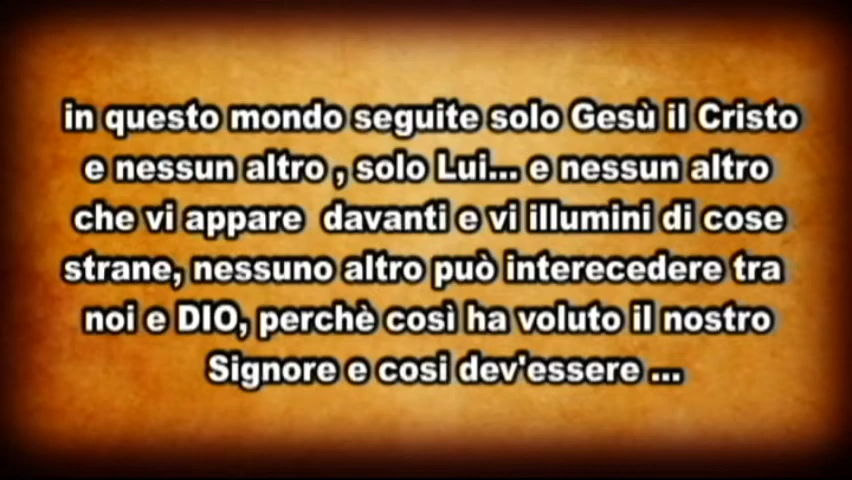 in questo mondo seguite solo Gesù il Cristo
e nessun altro , solo Lui... e nessun altro
che vi appare davanti e vi illumini di cose
strane, nessuno altro può interecedere tra
noi e DIO, perchè così ha voluto il nostro
Signore e cosi dev'essere ...